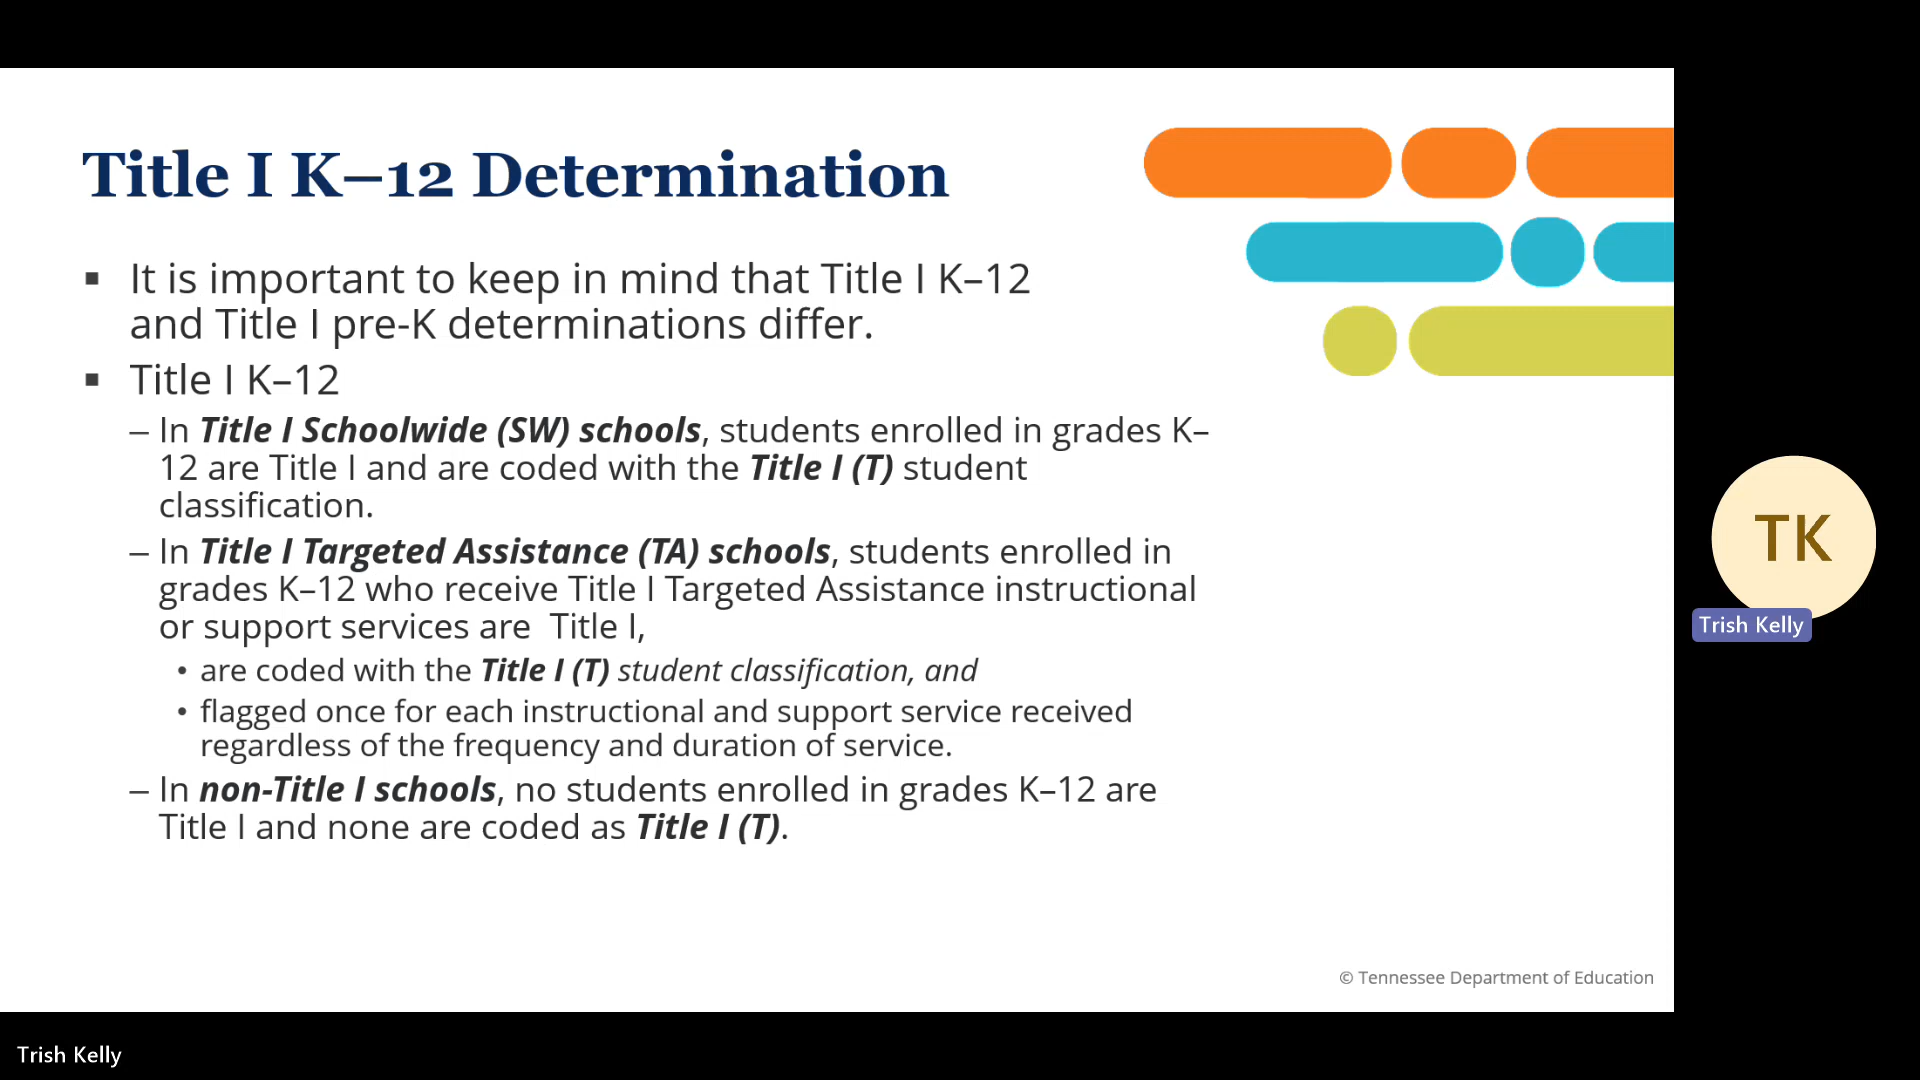 Title I K–12 Determination
▪ It is important to keep in mind that Title I K–12
and Title I pre-K determinations differ.
▪ Title I K–12
– In Title I Schoolwide (SW) schools, students enrolled in grades K–
12 are Title I and are coded with the Title I (T) student
classification.
– In Title I Targeted Assistance (TA) schools, students enrolled in
grades K–12 who receive Title I Targeted Assistance instructional
or support services are  Title I,
• are coded with the Title I (T) student classification, and
• flagged once for each instructional and support service received
regardless of the frequency and duration of service.
– In non-Title I schools, no students enrolled in grades K–12 are
Title I and none are coded as Title I (T).
© Tennessee Department of Education
TK
Trish Kelly
Trish Kelly